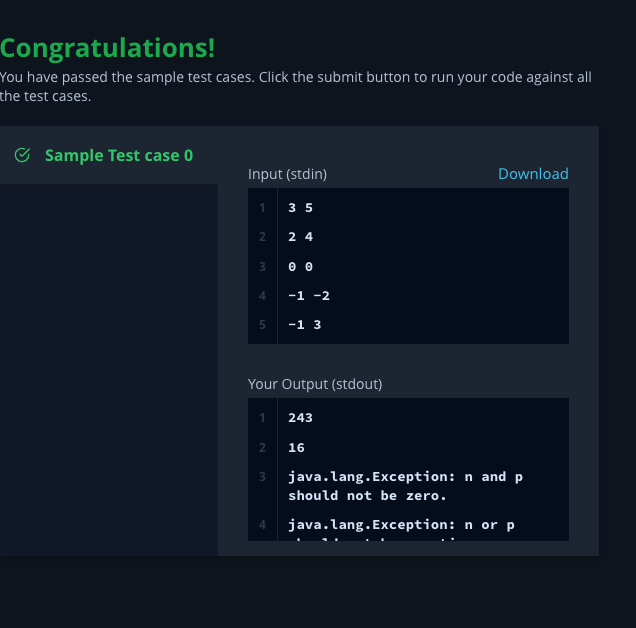 Congratulations!
You have passed the sample test cases. Click the submit button to run your code against all
the test cases.
Sample Test case 0
Input (stdin)
Download
1 3 5
2 2 4
3 0 0
4 -1 -2
5 -1 3
Your Output (stdout)
1 243
2 16
3 java.lang.Exception: n and p
should not be zero.
4 java.lang.Exception: n or p